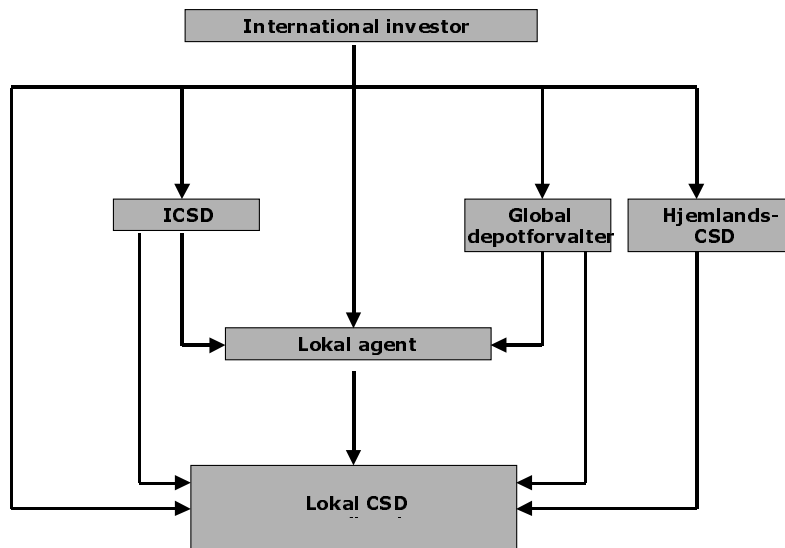 International investor
ICSD
Global
depotforvalter
Hjemlands-
CSD
Lokal agent
Lokal CSD